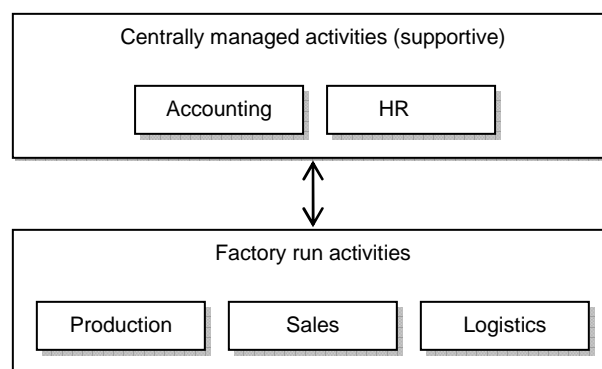 Centrally managed activities (supportive)
Accounting
HR
Factory run activities
Production
Sales
Logistics